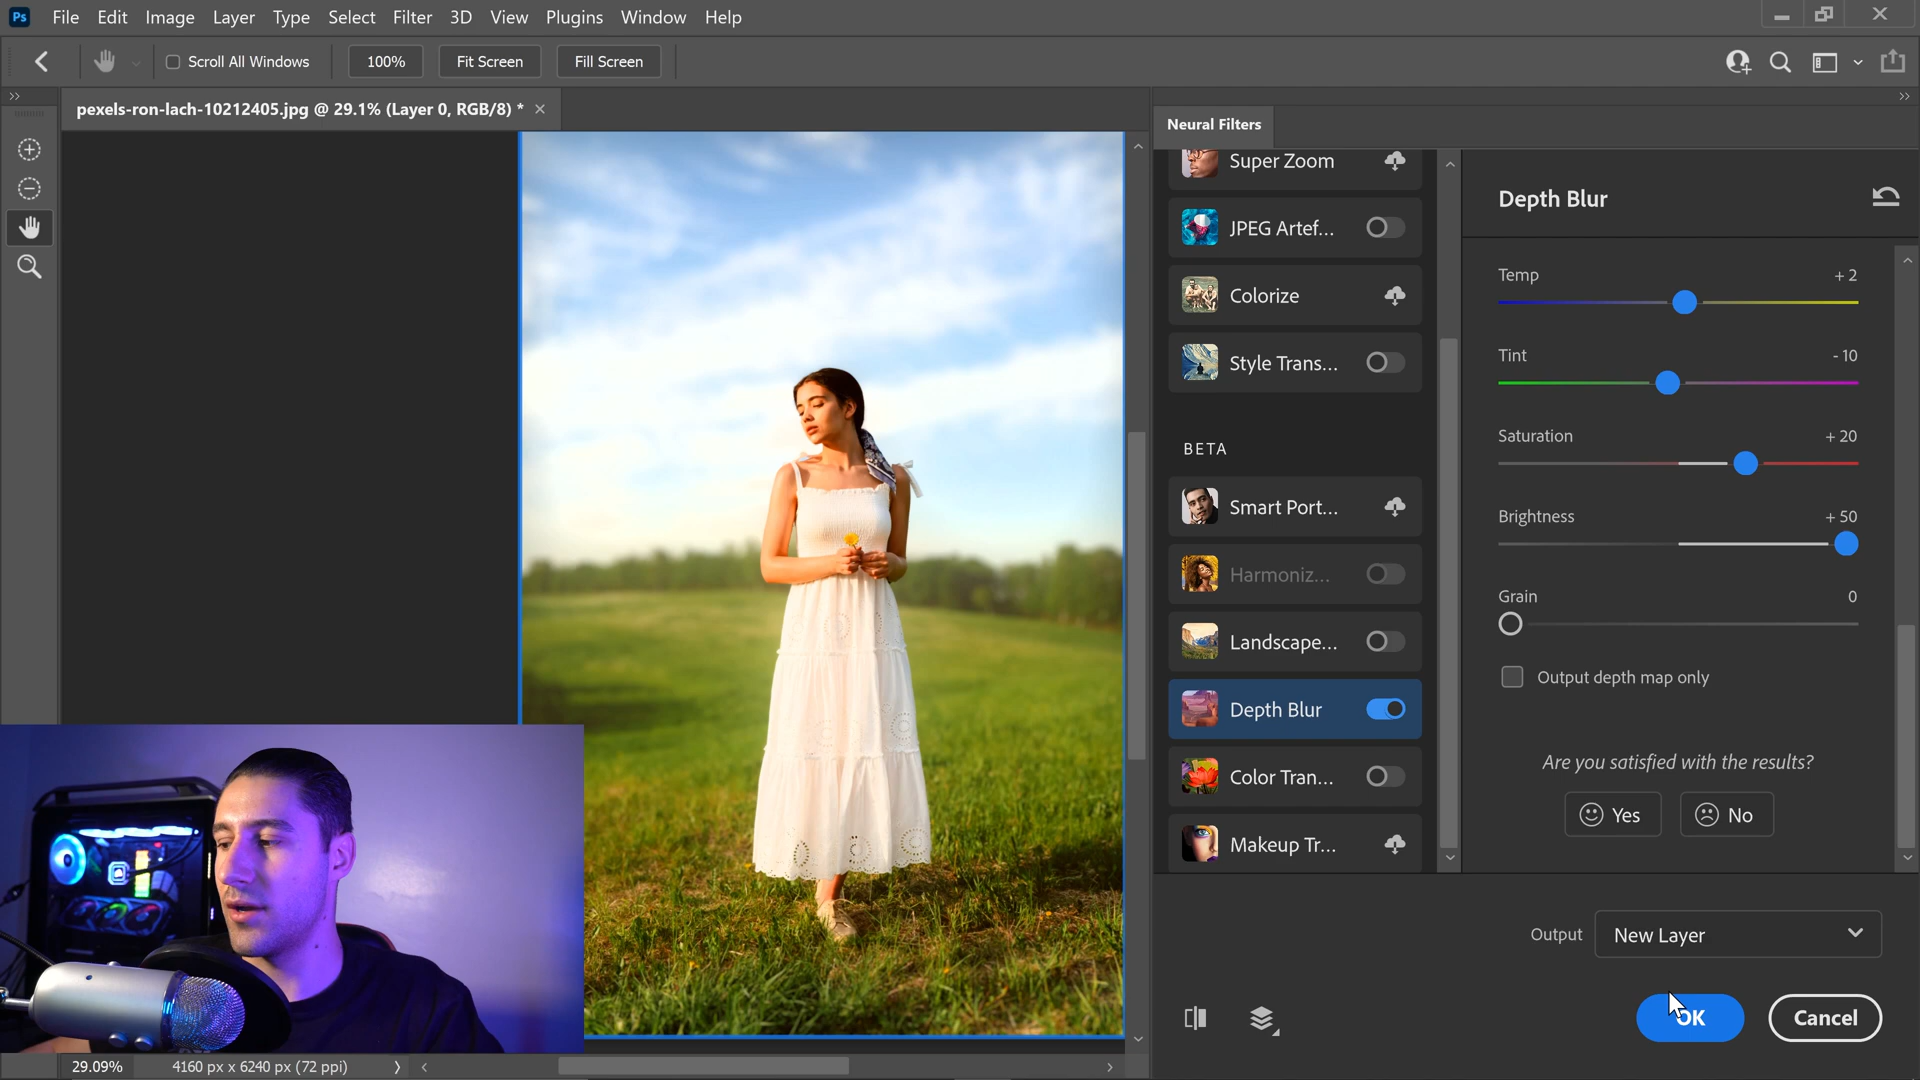 Ps File Edit Image Layer Type Select Filter 3D View Plugins Window Help
Scroll All Windows 100% Fit Screen Fill Screen
pexels-ron-lach-10212405.jpg @ 29.1% (Layer 0, RGB/8) *
Neural Filters
Super Zoom
JPEG Artef...
Colorize
Style Trans...
BETA
Smart Port...
Harmoniz...
Landscape...
Depth Blur
Color Tran...
Makeup Tr...
Depth Blur
Temp + 2
Tint - 10
Saturation + 20
Brightness + 50
Grain 0
Output depth map only
Are you satisfied with the results?
Yes No
Output New Layer
OK Cancel
29.09% 4160 px x 6240 px (72 ppi)